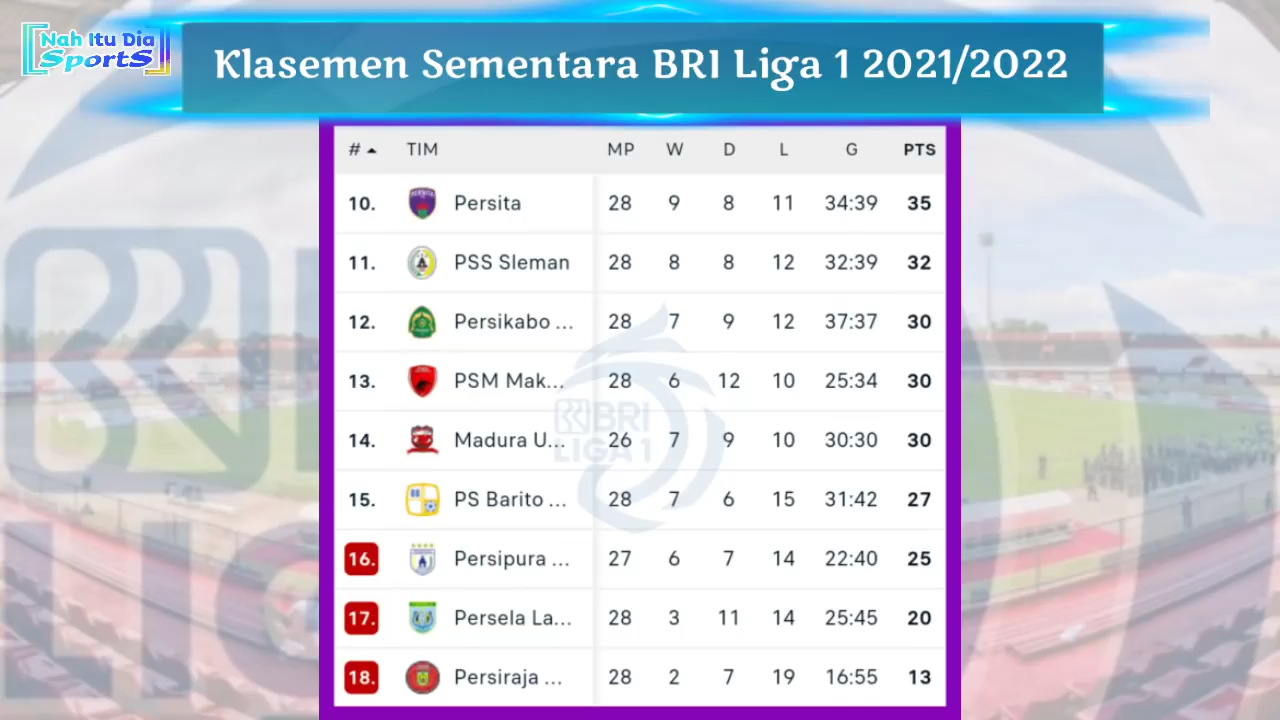 Nah Itu Dia
Sports
Klasemen Sementara BRI Liga 1 2021/2022
# TIM MP W D L G PTS
10. Persita 28 9 8 11 34:39 35
11. PSS Sleman 28 8 8 12 32:39 32
12. Persikabo ... 28 7 9 12 37:37 30
13. PSM Mak... 28 6 12 10 25:34 30
14. Madura U... 26 7 9 10 30:30 30
15. PS Barito ... 28 7 6 15 31:42 27
16. Persipura ... 27 6 7 14 22:40 25
17. Persela La... 28 3 11 14 25:45 20
18. Persiraja ... 28 2 7 19 16:55 13
BRI
LIGA 1